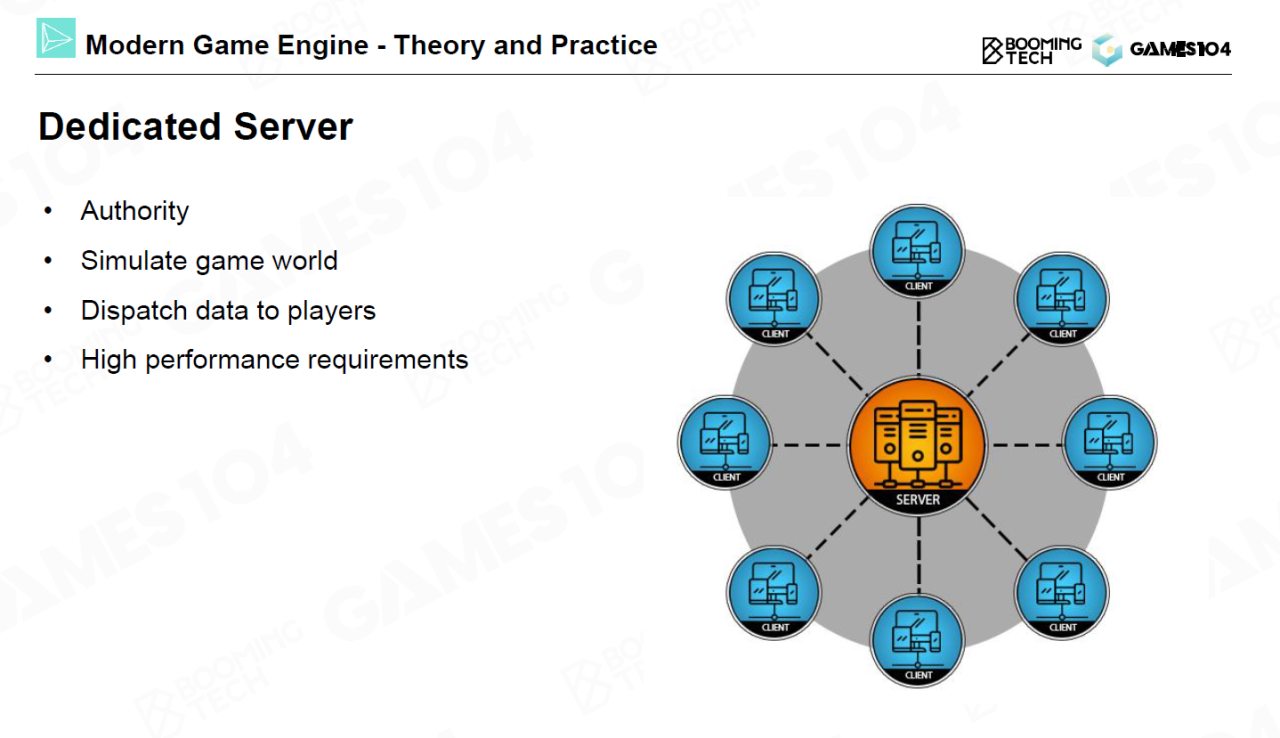 Modern Game Engine - Theory and Practice
BOOMING
TECH
GAMES104
Dedicated Server
• Authority
• Simulate game world
• Dispatch data to players
• High performance requirements
CLIENT
CLIENT
CLIENT
CLIENT
CLIENT
SERVER
CLIENT
CLIENT
CLIENT